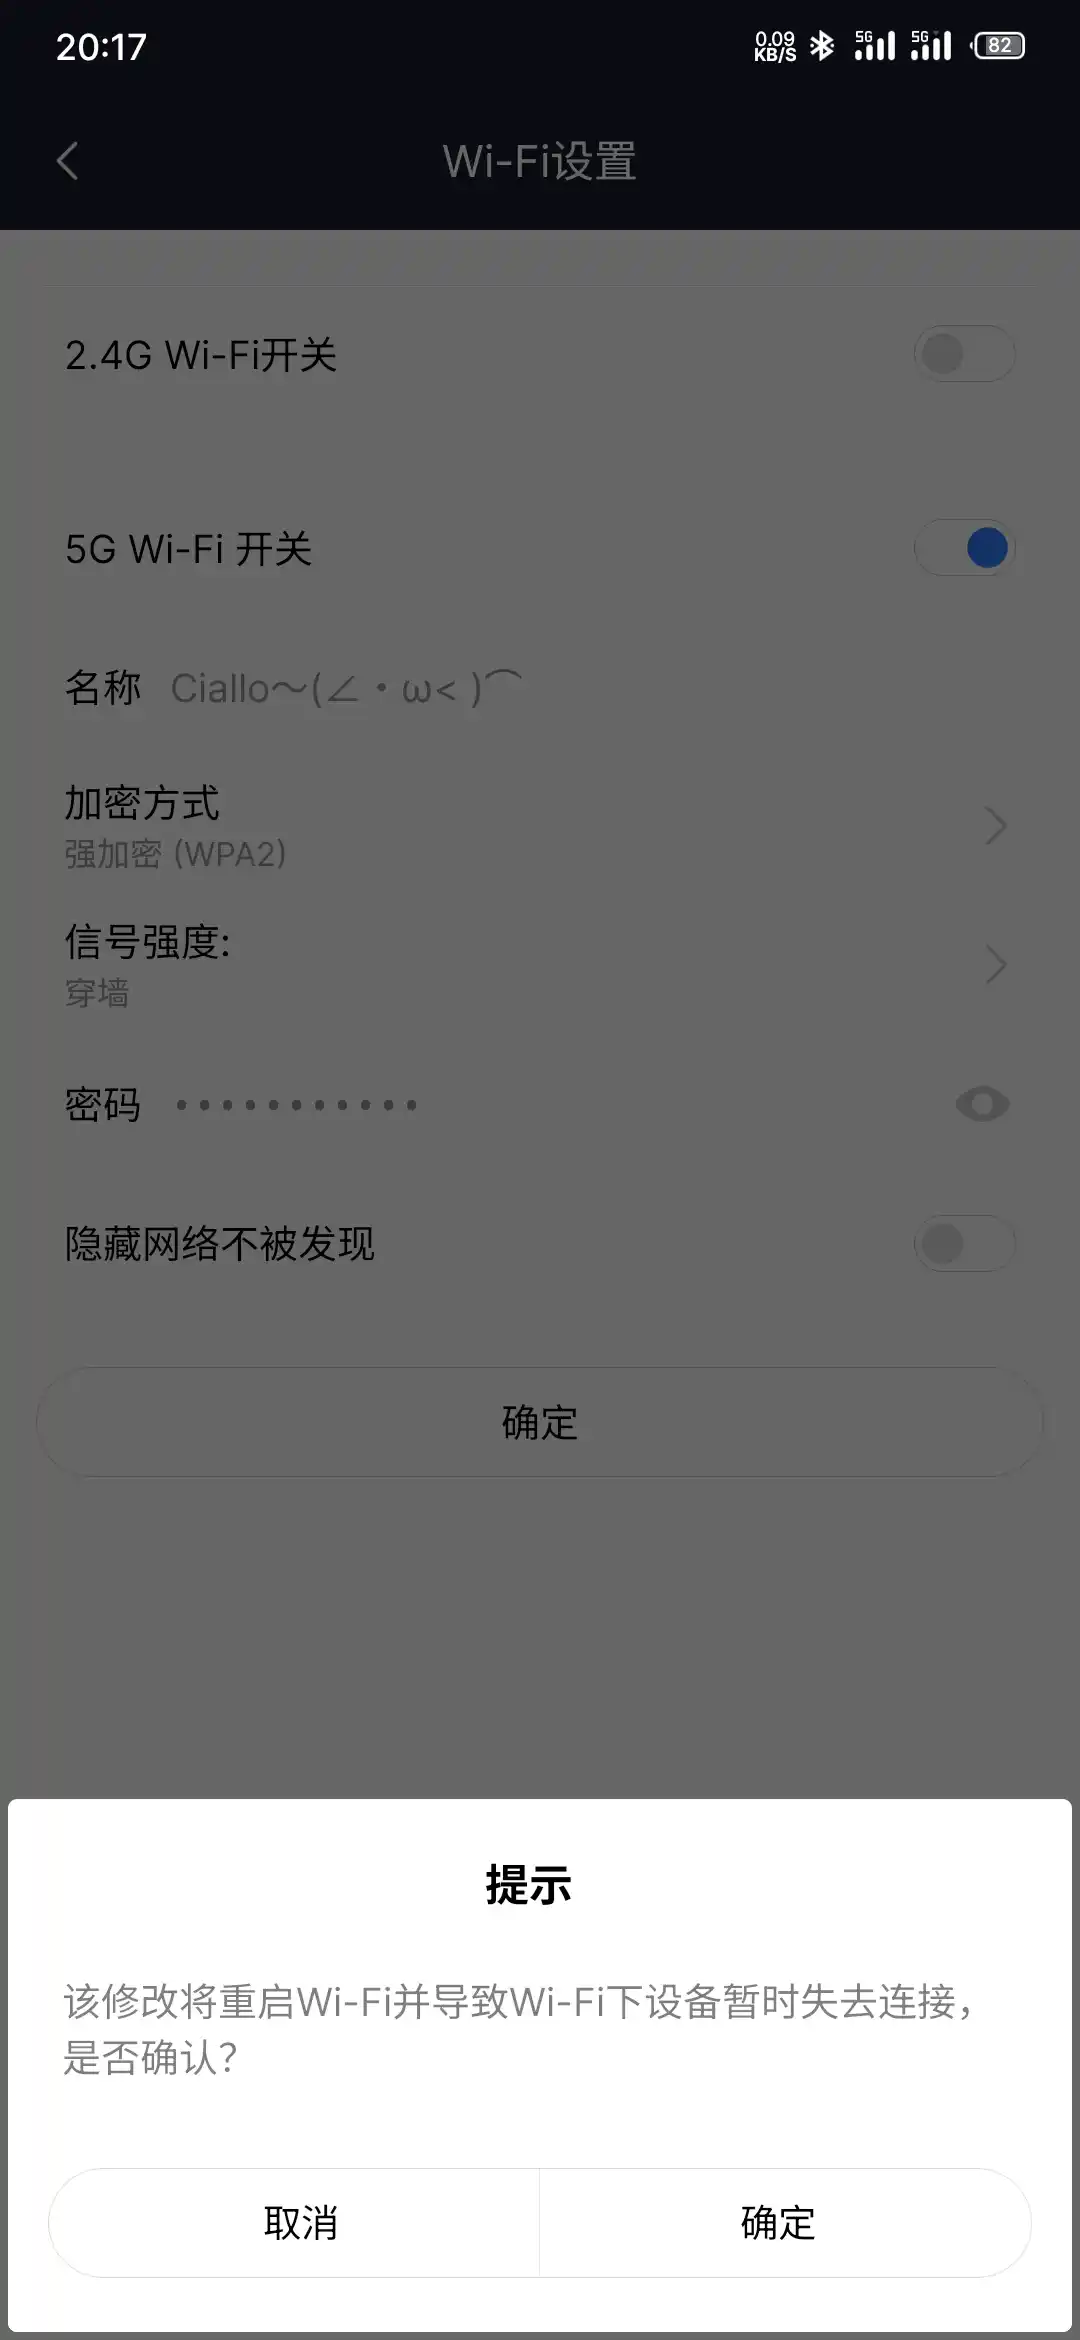 20:17
0.09
KB/S
5G
5G
82
Wi-Fi设置
2.4G Wi-Fi开关
5G Wi-Fi 开关
名称 Ciallo～(∠・ω< )⌒
加密方式
强加密 (WPA2)
信号强度:
穿墙
密码 •••••••••••
隐藏网络不被发现
确定
提示
该修改将重启Wi-Fi并导致Wi-Fi下设备暂时失去连接，
是否确认？
取消
确定